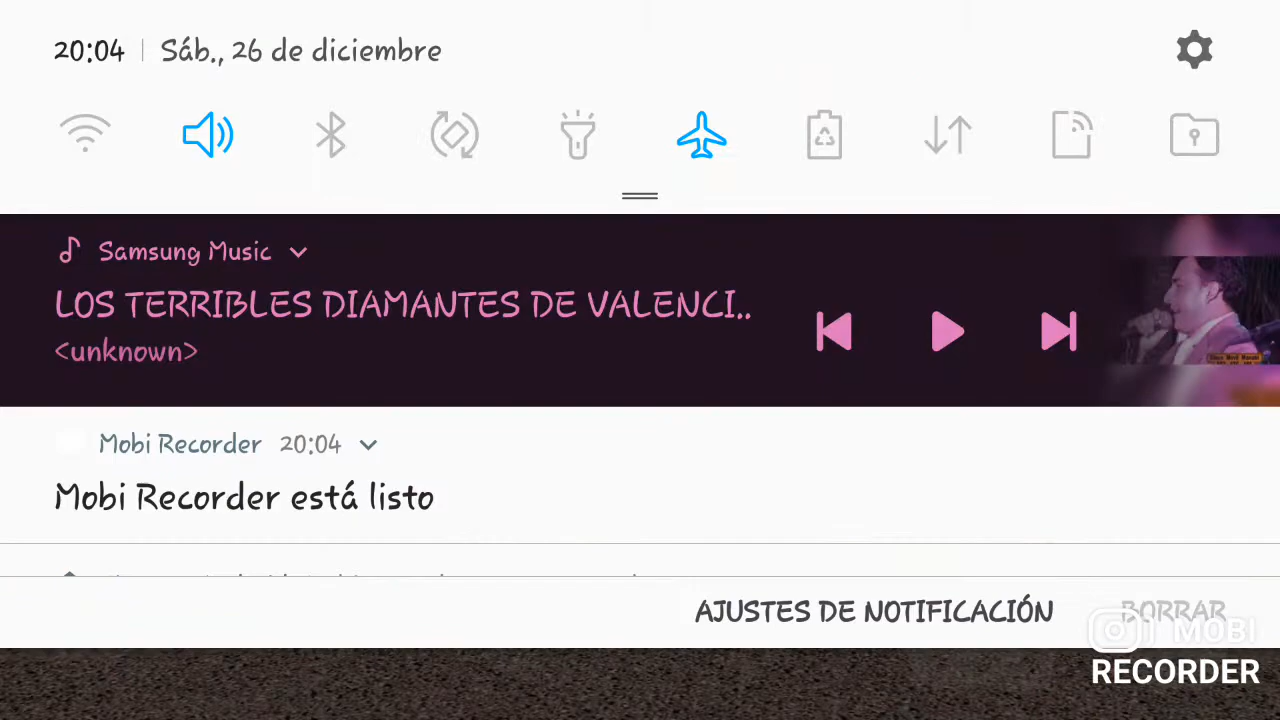 20:04 | Sáb., 26 de diciembre
Samsung Music
LOS TERRIBLES DIAMANTES DE VALENCI..
<unknown>
Mobi Recorder 20:04
Mobi Recorder está listo
AJUSTES DE NOTIFICACIÓN BORRAR
MOBI
RECORDER